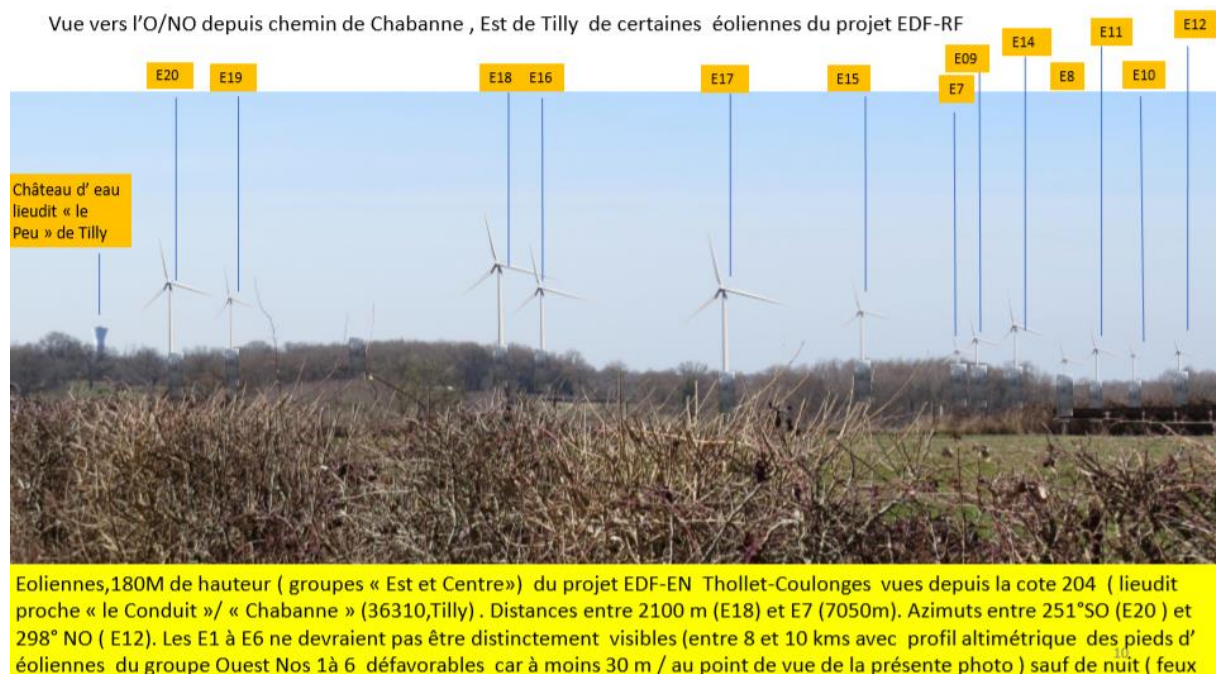 Vue vers l'O/NO depuis chemin de Chabanne , Est de Tilly de certaines éoliennes du projet EDF-RF
E20
E19
E18
E16
E17
E15
E7
E09
E14
E8
E11
E10
E12
Château d' eau
lieudit « le
Peu » de Tilly
Eoliennes,180M de hauteur ( groupes « Est et Centre») du projet EDF-EN Thollet-Coulonges vues depuis la cote 204 ( lieudit
proche « le Conduit »/ « Chabanne » (36310,Tilly) . Distances entre 2100 m (E18) et E7 (7050m). Azimuts entre 251°SO (E20 ) et
298° NO ( E12). Les E1 à E6 ne devraient pas être distinctement visibles (entre 8 et 10 kms avec profil altimétrique des pieds d'
éoliennes du groupe Ouest Nos 1à 6 défavorables car à moins 30 m / au point de vue de la présente photo ) sauf de nuit ( feux
10